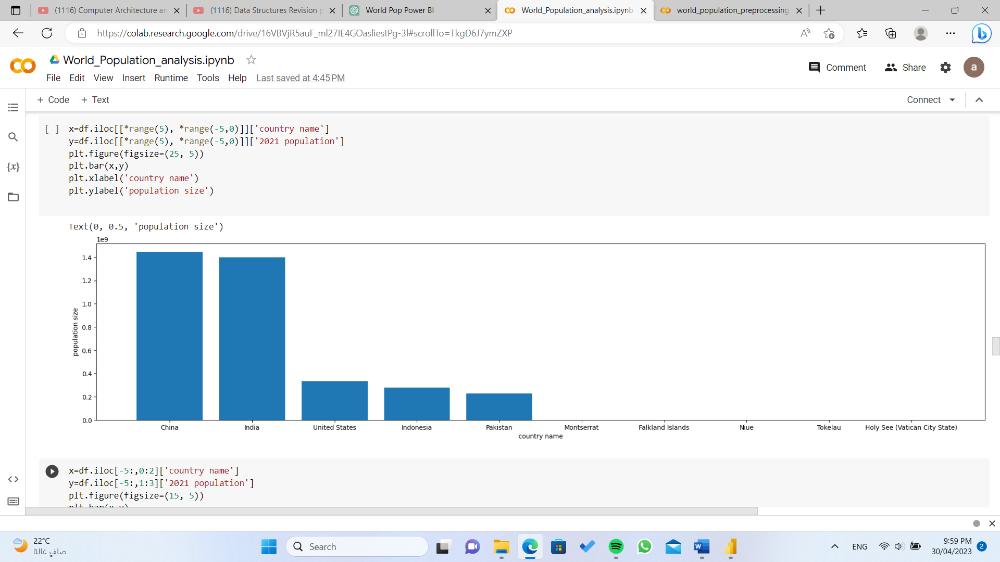 (1116) Computer Architecture an
(1116) Data Structures Revision p
World Pop Power BI
World_Population_analysis.ipynb
world_population_preprocessing
https://colab.research.google.com/drive/16VBVjR5auF_ml27IE4GOasliestPg-3l#scrollTo=TkgD6J7ymZXP
World_Population_analysis.ipynb
Comment
Share
a
File Edit View Insert Runtime Tools Help Last saved at 4:45 PM
+ Code + Text
Connect
[ ] x=df.iloc[[*range(5), *range(-5,0)]]['country name']
y=df.iloc[[*range(5), *range(-5,0)]]['2021 population']
plt.figure(figsize=(25, 5))
plt.bar(x,y)
plt.xlabel('country name')
plt.ylabel('population size')
Text(0, 0.5, 'population size')
1e9
1.4
1.2
1.0
0.8
0.6
0.4
0.2
0.0
population size
China India United States Indonesia Pakistan Montserrat Falkland Islands Niue Tokelau Holy See (Vatican City State)
country name
x=df.iloc[-5:,0:2]['country name']
y=df.iloc[-5:,1:3]['2021 population']
plt.figure(figsize=(15, 5))
plt.bar(x,y)
22°C
صافٍ غالبًا
Search
ENG
9:59 PM
30/04/2023
2